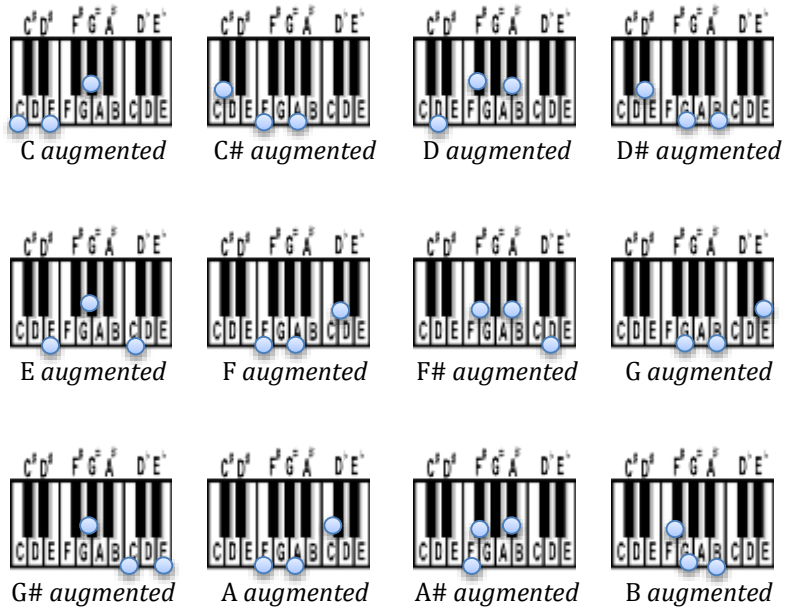 C♯ D♯ F♯ G♯ A♯ D♭ E♭ C♯ D♯ F♯ G♯ A♯ D♭ E♭ C♯ D♯ F♯ G♯ A♯ D♭ E♭ C♯ D♯ F♯ G♯ A♯ D♭ E♭
C D E F G A B C D E C D E F G A B C D E C D E F G A B C D E C D E F G A B C D E
C augmented C# augmented D augmented D# augmented
C♯ D♯ F♯ G♯ A♯ D♭ E♭ C♯ D♯ F♯ G♯ A♯ D♭ E♭ C♯ D♯ F♯ G♯ A♯ D♭ E♭ C♯ D♯ F♯ G♯ A♯ D♭ E♭
C D E F G A B C D E C D E F G A B C D E C D E F G A B C D E C D E F G A B C D E
E augmented F augmented F# augmented G augmented
C♯ D♯ F♯ G♯ A♯ D♭ E♭ C♯ D♯ F♯ G♯ A♯ D♭ E♭ C♯ D♯ F♯ G♯ A♯ D♭ E♭ C♯ D♯ F♯ G♯ A♯ D♭ E♭
C D E F G A B C D E C D E F G A B C D E C D E F G A B C D E C D E F G A B C D E
G# augmented A augmented A# augmented B augmented